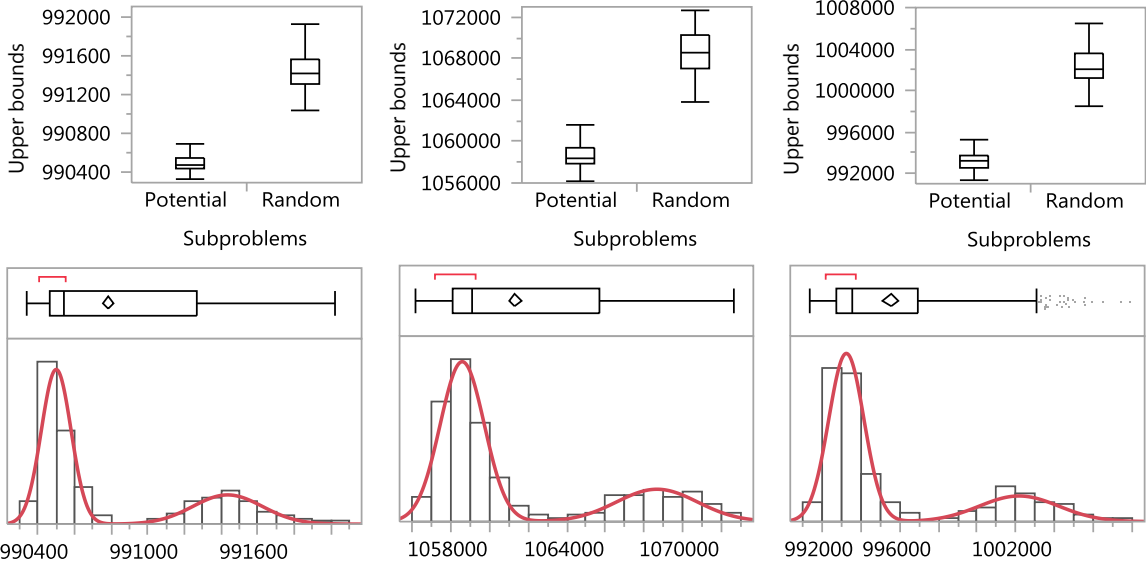 Upper bounds
992000
991600
991200
990800
990400
Potential Random
Subproblems
Upper bounds
1072000
1068000
1064000
1060000
1056000
Potential Random
Subproblems
Upper bounds
1008000
1004000
1000000
996000
992000
Potential Random
Subproblems
990400 991000 991600
1058000 1064000 1070000
992000 996000 1002000